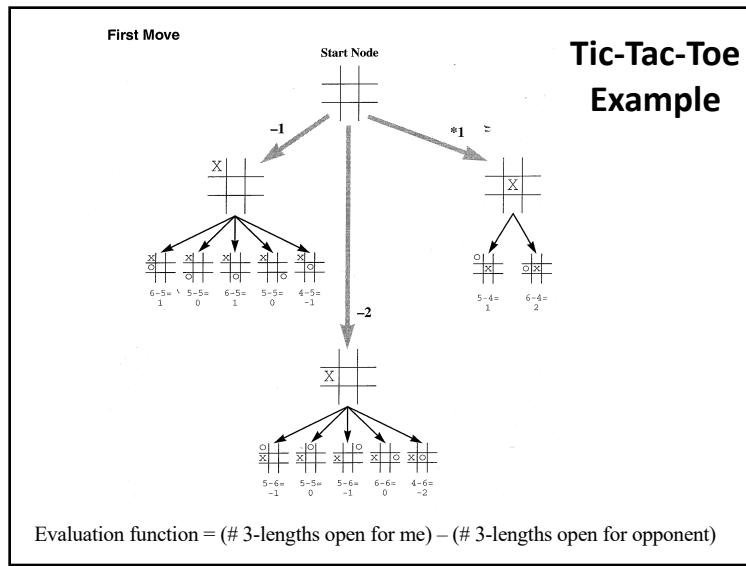 First Move
Tic-Tac-Toe
Example
Start Node
-1
*1
X
X
X X X X X
O O O O O
6-5= 5-5= 6-5= 5-5= 4-5=
1 0 1 0 -1
O
X O X
5-4= 6-4=
1 2
-2
X
O O O
X X X X O X O
5-6= 5-5= 5-6= 6-6= 4-6=
-1 0 -1 0 -2
Evaluation function = (# 3-lengths open for me) – (# 3-lengths open for opponent)